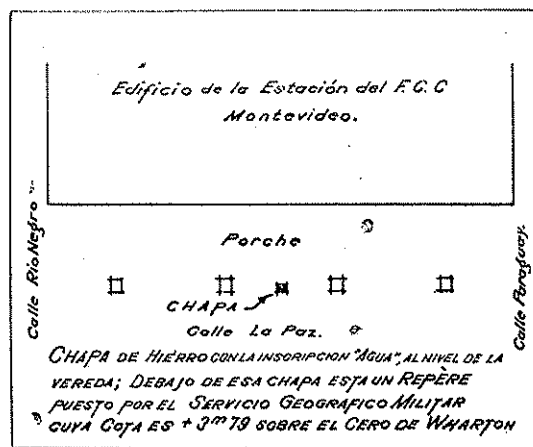 Edificio de la Estación del F.C.C
Montevideo.
Calle Rio Negro
Porche
Calle Paraguay.
CHAPA
Calle La Paz.
CHAPA DE HIERRO CON LA INSCRIPCION "AGUA", AL NIVEL DE LA
VEREDA; DEBAJO DE ESA CHAPA ESTA UN REPÈRE
PUESTO POR EL SERVICIO GEOGRÁFICO MILITAR
CUYA COTA ES + 3m79 SOBRE EL CERO DE WHARTON